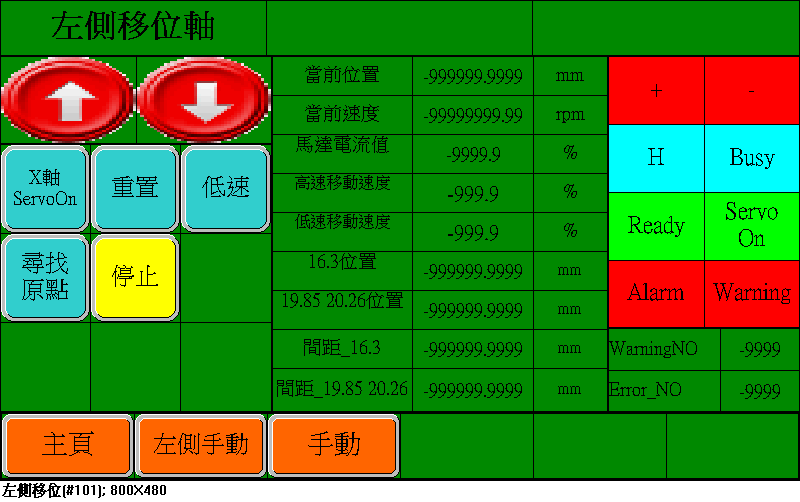 左側移位軸
當前位置 -999999.9999 mm
當前速度 -99999999.99 rpm
馬達電流值 -9999.9 %
高速移動速度 -999.9 %
低速移動速度 -999.9 %
16.3位置 -999999.9999 mm
19.85 20.26位置 -999999.9999 mm
間距_16.3 -999999.9999 mm
間距_19.85 20.26 -999999.9999 mm
X軸
ServoOn
重置
低速
尋找
原點
停止
+ -
H Busy
Ready
Servo
On
Alarm Warning
WarningNO -9999
Error_NO -9999
主頁 左側手動 手動
左側移位(#101); 800X480